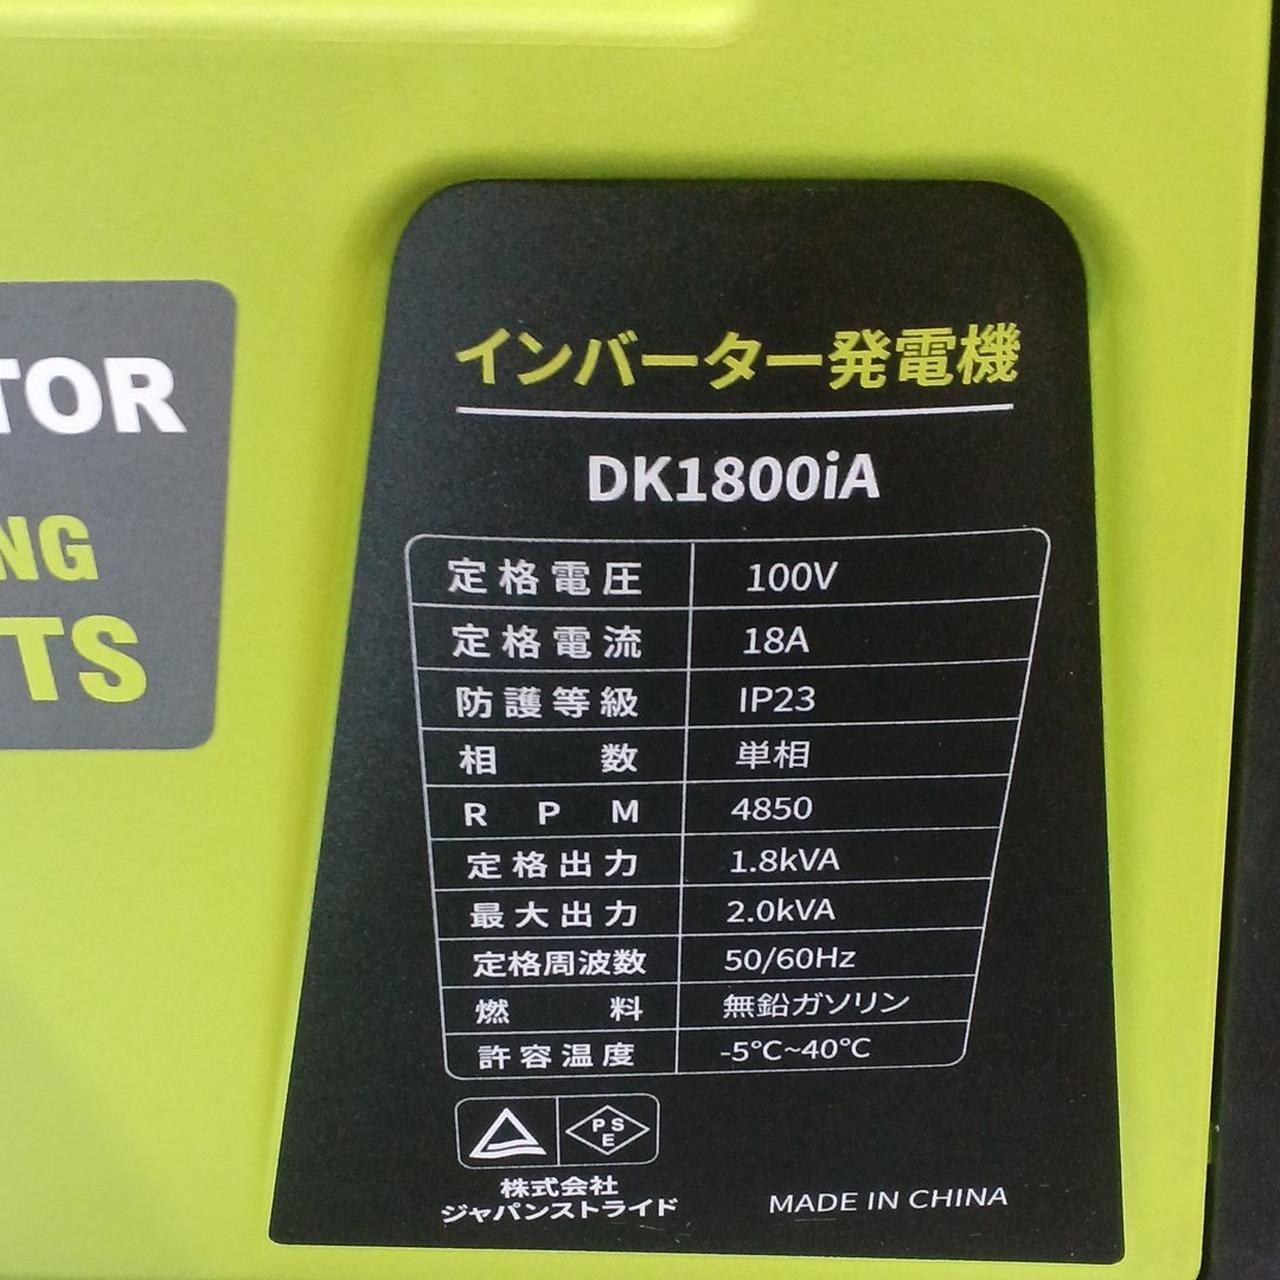 TOR
NG
TS
インバーター発電機
DK1800iA
定格電圧 100V
定格電流 18A
防護等級 IP23
相数 単相
RPM 4850
定格出力 1.8kVA
最大出力 2.0kVA
定格周波数 50/60Hz
燃料 無鉛ガソリン
許容温度 -5℃~40℃
PS
E
株式会社
ジャパンストライド
MADE IN CHINA